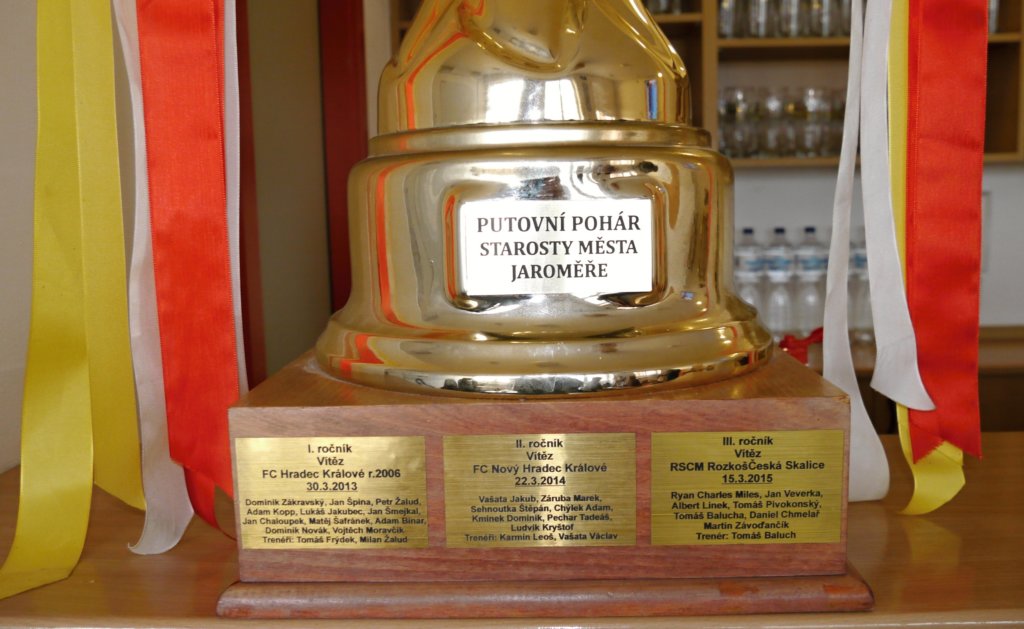 PUTOVNÍ POHÁR
STAROSTY MĚSTA
JAROMĚŘE
I. ročník
Vítěz
FC Hradec Králové r.2006
30.3.2013
Dominik Zákravský, Jan Špina, Petr Žalud,
Adam Kopp, Lukáš Jakubec, Jan Šmejkal,
Jan Chaloupek, Matěj Šafránek, Adam Binar,
Dominik Novák, Vojtěch Moravčík.
Trenéři: Tomáš Frýdek, Milan Žalud
II. ročník
Vítěz
FC Nový Hradec Králové
22.3.2014
Vašata Jakub, Záruba Marek,
Sehnoutka Štěpán, Chýlek Adam,
Kmínek Dominik, Pechar Tadeáš,
Ludvík Kryštof
Trenéři: Karmín Leoš, Vašata Václav
III. ročník
Vítěz
RSCM RozkošČeská Skalice
15.3.2015
Ryan Charles Miles, Jan Veverka,
Albert Linek, Tomáš Pivokonský,
Tomáš Balucha, Daniel Chmelař
Martin Závoďančík
Trenér: Tomáš Baluch